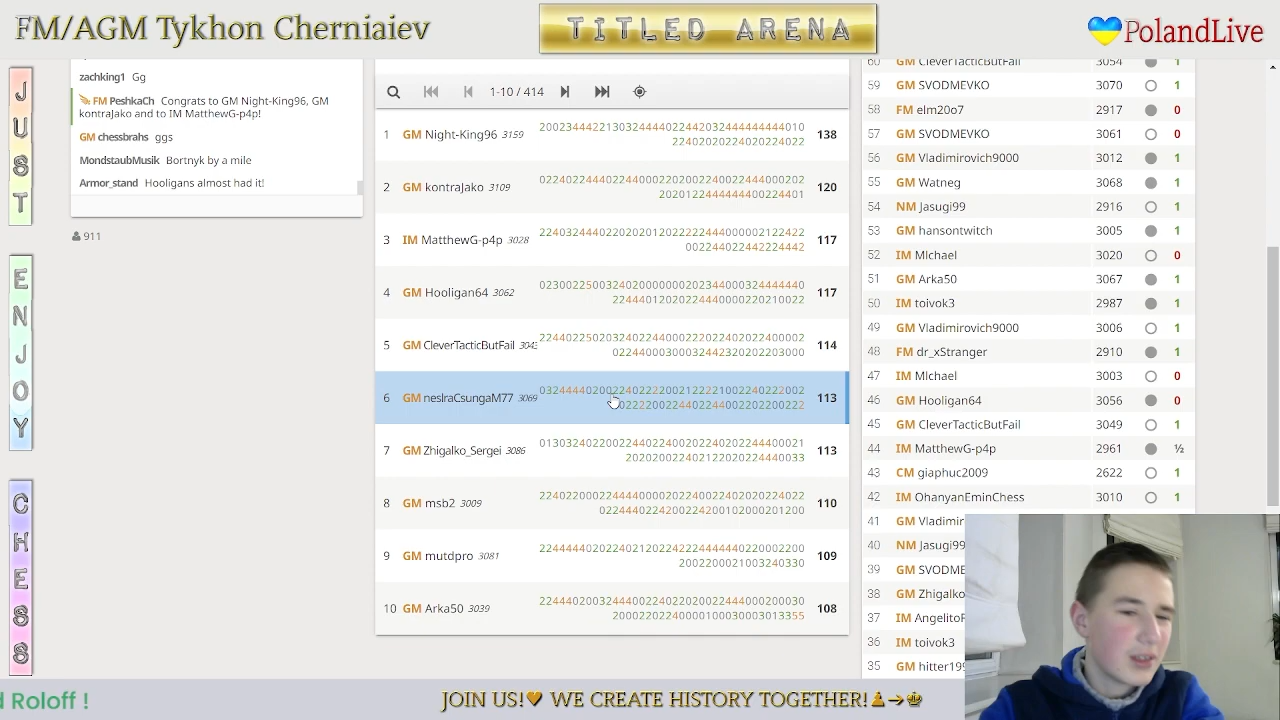 FM/AGM Tykhon Cherniaiev
TITLED ARENA
PolandLive
JUST
ENJOY
CHESS
zachking1 Gg
FM PeshkaCh Congrats to GM Night-King96, GM
kontraJako and to IM MatthewG-p4p!
GM chessbrahs ggs
MondstaubMusik Bortnyk by a mile
Armor_stand Hooligans almost had it!
911
1-10 / 414
1 GM Night-King96 3159 138
2 GM kontraJako 3109 120
3 IM MatthewG-p4p 3028 117
4 GM Hooligan64 3062 117
5 GM CleverTacticButFail 114
6 GM neslraCsungaM77 3069 113
7 GM Zhigalko_Sergei 3086 113
8 GM msb2 3009 110
9 GM mutdpro 3081 109
10 GM Arka50 3039 108
60 GM CleverTacticButFail 3054 1
59 GM SVODMEVKO 3070 1
58 FM elm20o7 2917 0
57 GM SVODMEVKO 3061 0
56 GM Vladimirovich9000 3012 1
55 GM Watneg 3068 1
54 NM Jasugi99 2916 1
53 GM hansontwitch 3005 1
52 IM Mlchael 3020 0
51 GM Arka50 3067 1
50 IM toivok3 2987 1
49 GM Vladimirovich9000 3006 1
48 FM dr_xStranger 2910 1
47 IM Mlchael 3003 0
46 GM Hooligan64 3056 0
45 GM CleverTacticButFail 3049 1
44 IM MatthewG-p4p 2961 ½
43 CM giaphuc2009 2622 1
42 IM OhanyanEminChess 3010 1
41 GM Vladimir
40 NM Jasugi99
39 GM SVODME
38 GM Zhigalko
37 IM AngelitoF
36 IM toivok3
35 GM hitter199
d Roloff !
JOIN US!🧡 WE CREATE HISTORY TOGETHER!♟→♚